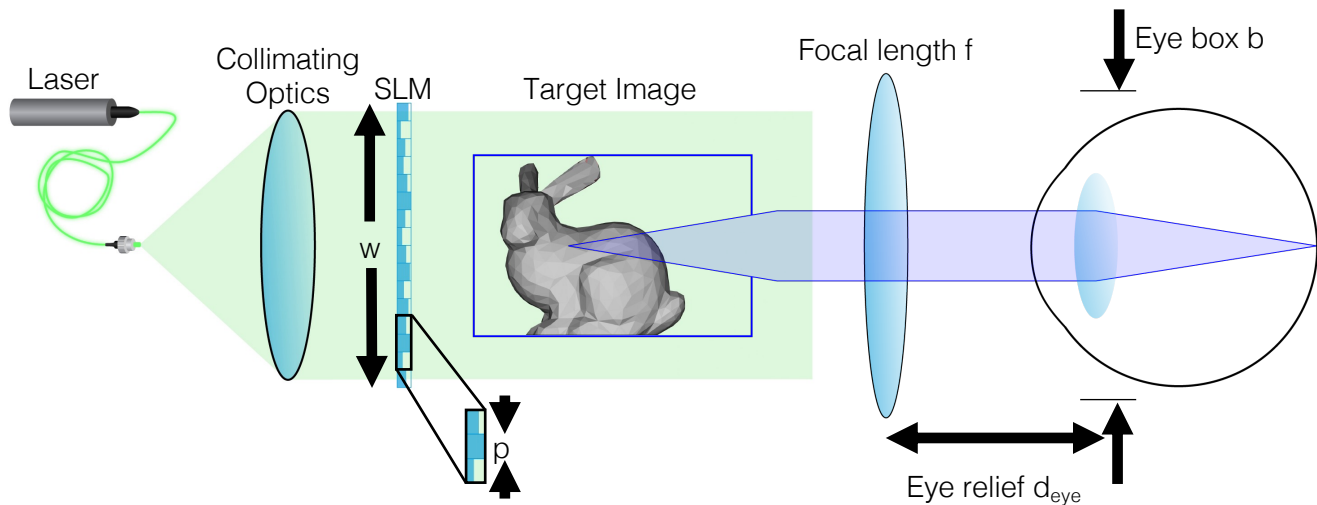 Laser
Collimating
Optics
SLM
Target Image
Focal length f
Eye box b
w
p
Eye relief deye